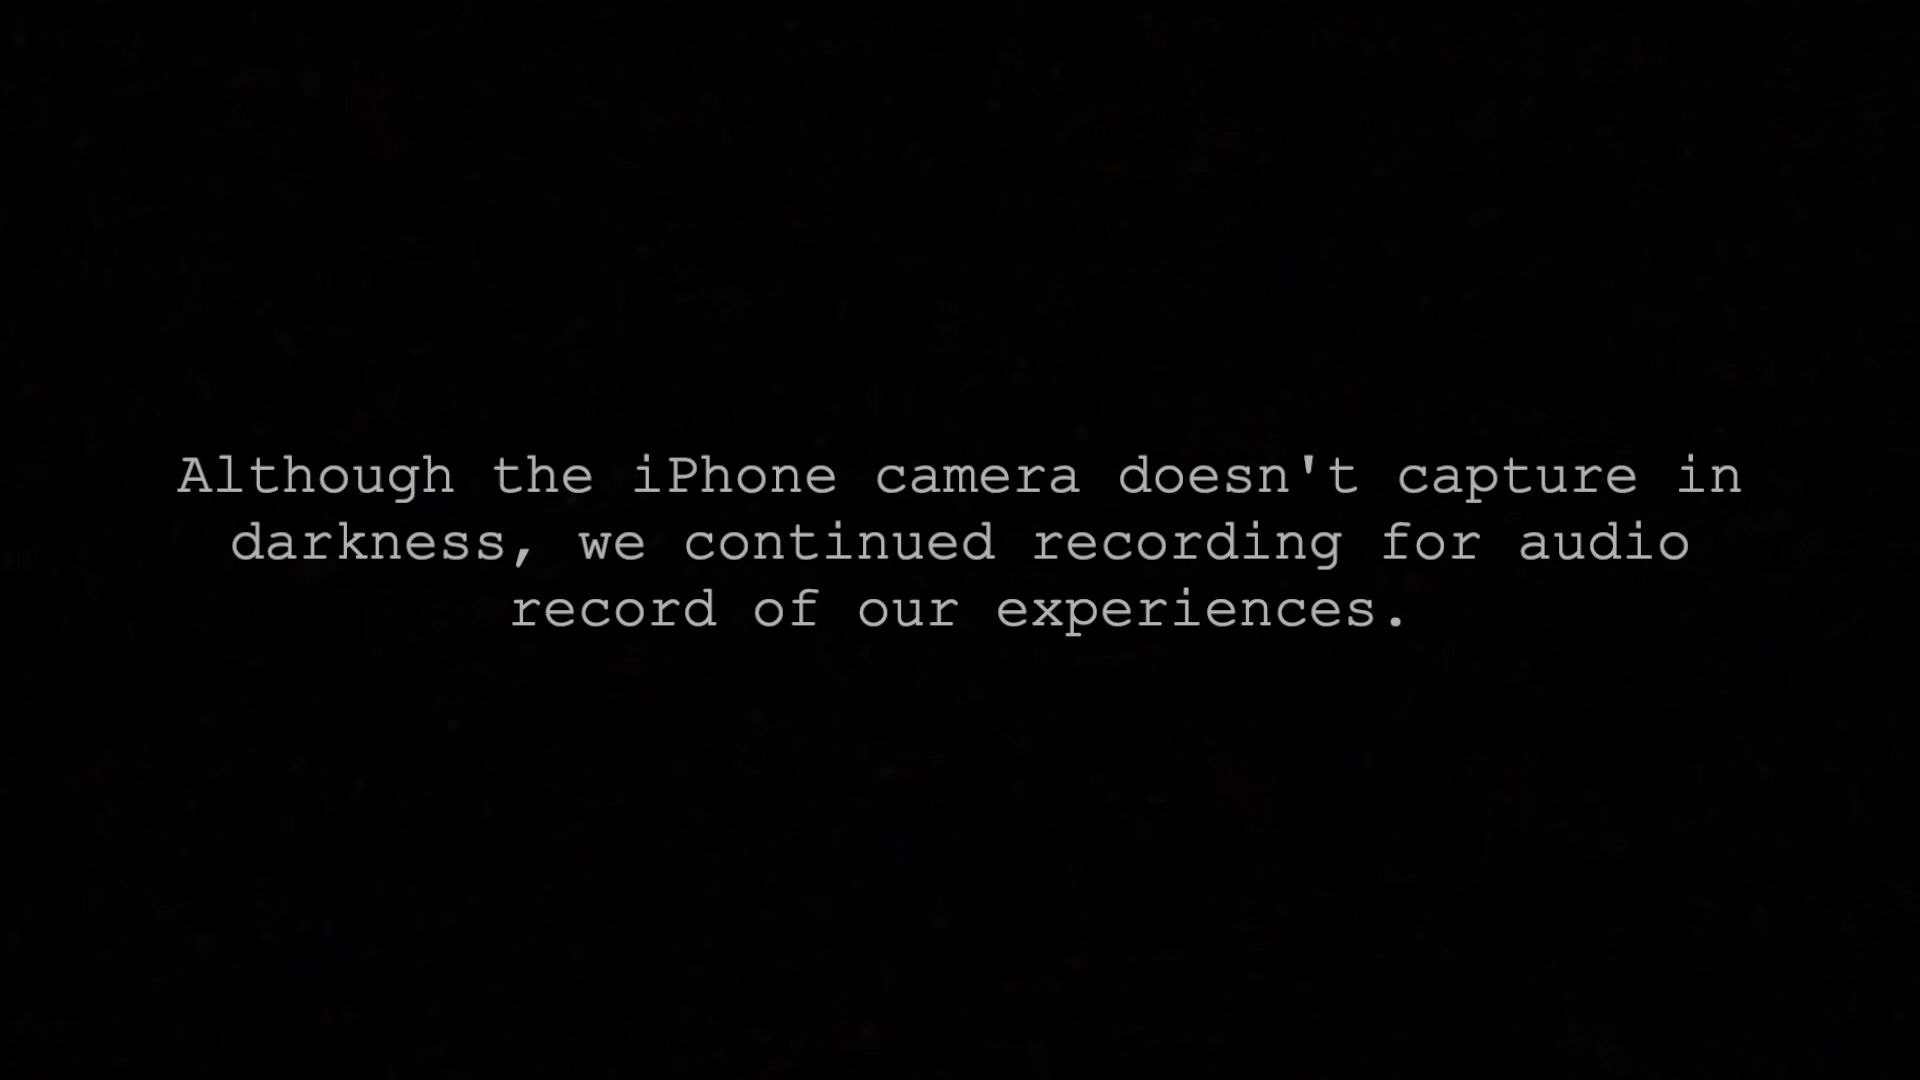 Although the iPhone camera doesn't capture in
darkness, we continued recording for audio
record of our experiences.